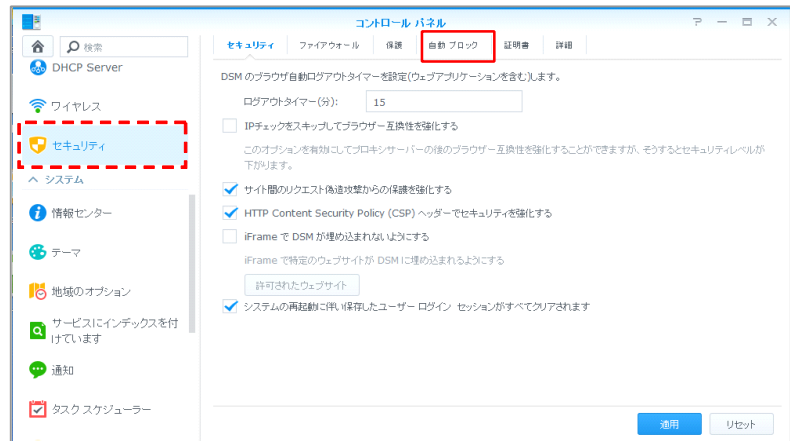 コントロール パネル
検索
DHCP Server
ワイヤレス
セキュリティ
システム
情報センター
テーマ
地域のオプション
サービスにインデックスを付
けています
通知
タスク スケジューラー
セキュリティ ファイアウォール 保護 自動 ブロック 証明書 詳細
DSM のブラウザ自動ログアウトタイマーを設定(ウェブアプリケーションを含む)します。
ログアウトタイマー(分): 15
IPチェックをスキップしてブラウザー互換性を強化する
このオプションを有効にしてプロキシサーバーの後のブラウザー互換性を強化することができますが、そうするとセキュリティレベルが
下がります。
サイト間のリクエスト偽造攻撃からの保護を強化する
HTTP Content Security Policy (CSP) ヘッダーでセキュリティを強化する
iFrame で DSM が埋め込まれないようにする
iFrame で特定のウェブサイトが DSM に埋め込まれるようにする
許可されたウェブサイト
システムの再起動に伴い保存したユーザー ログイン セッションがすべてクリアされます
適用 リセット